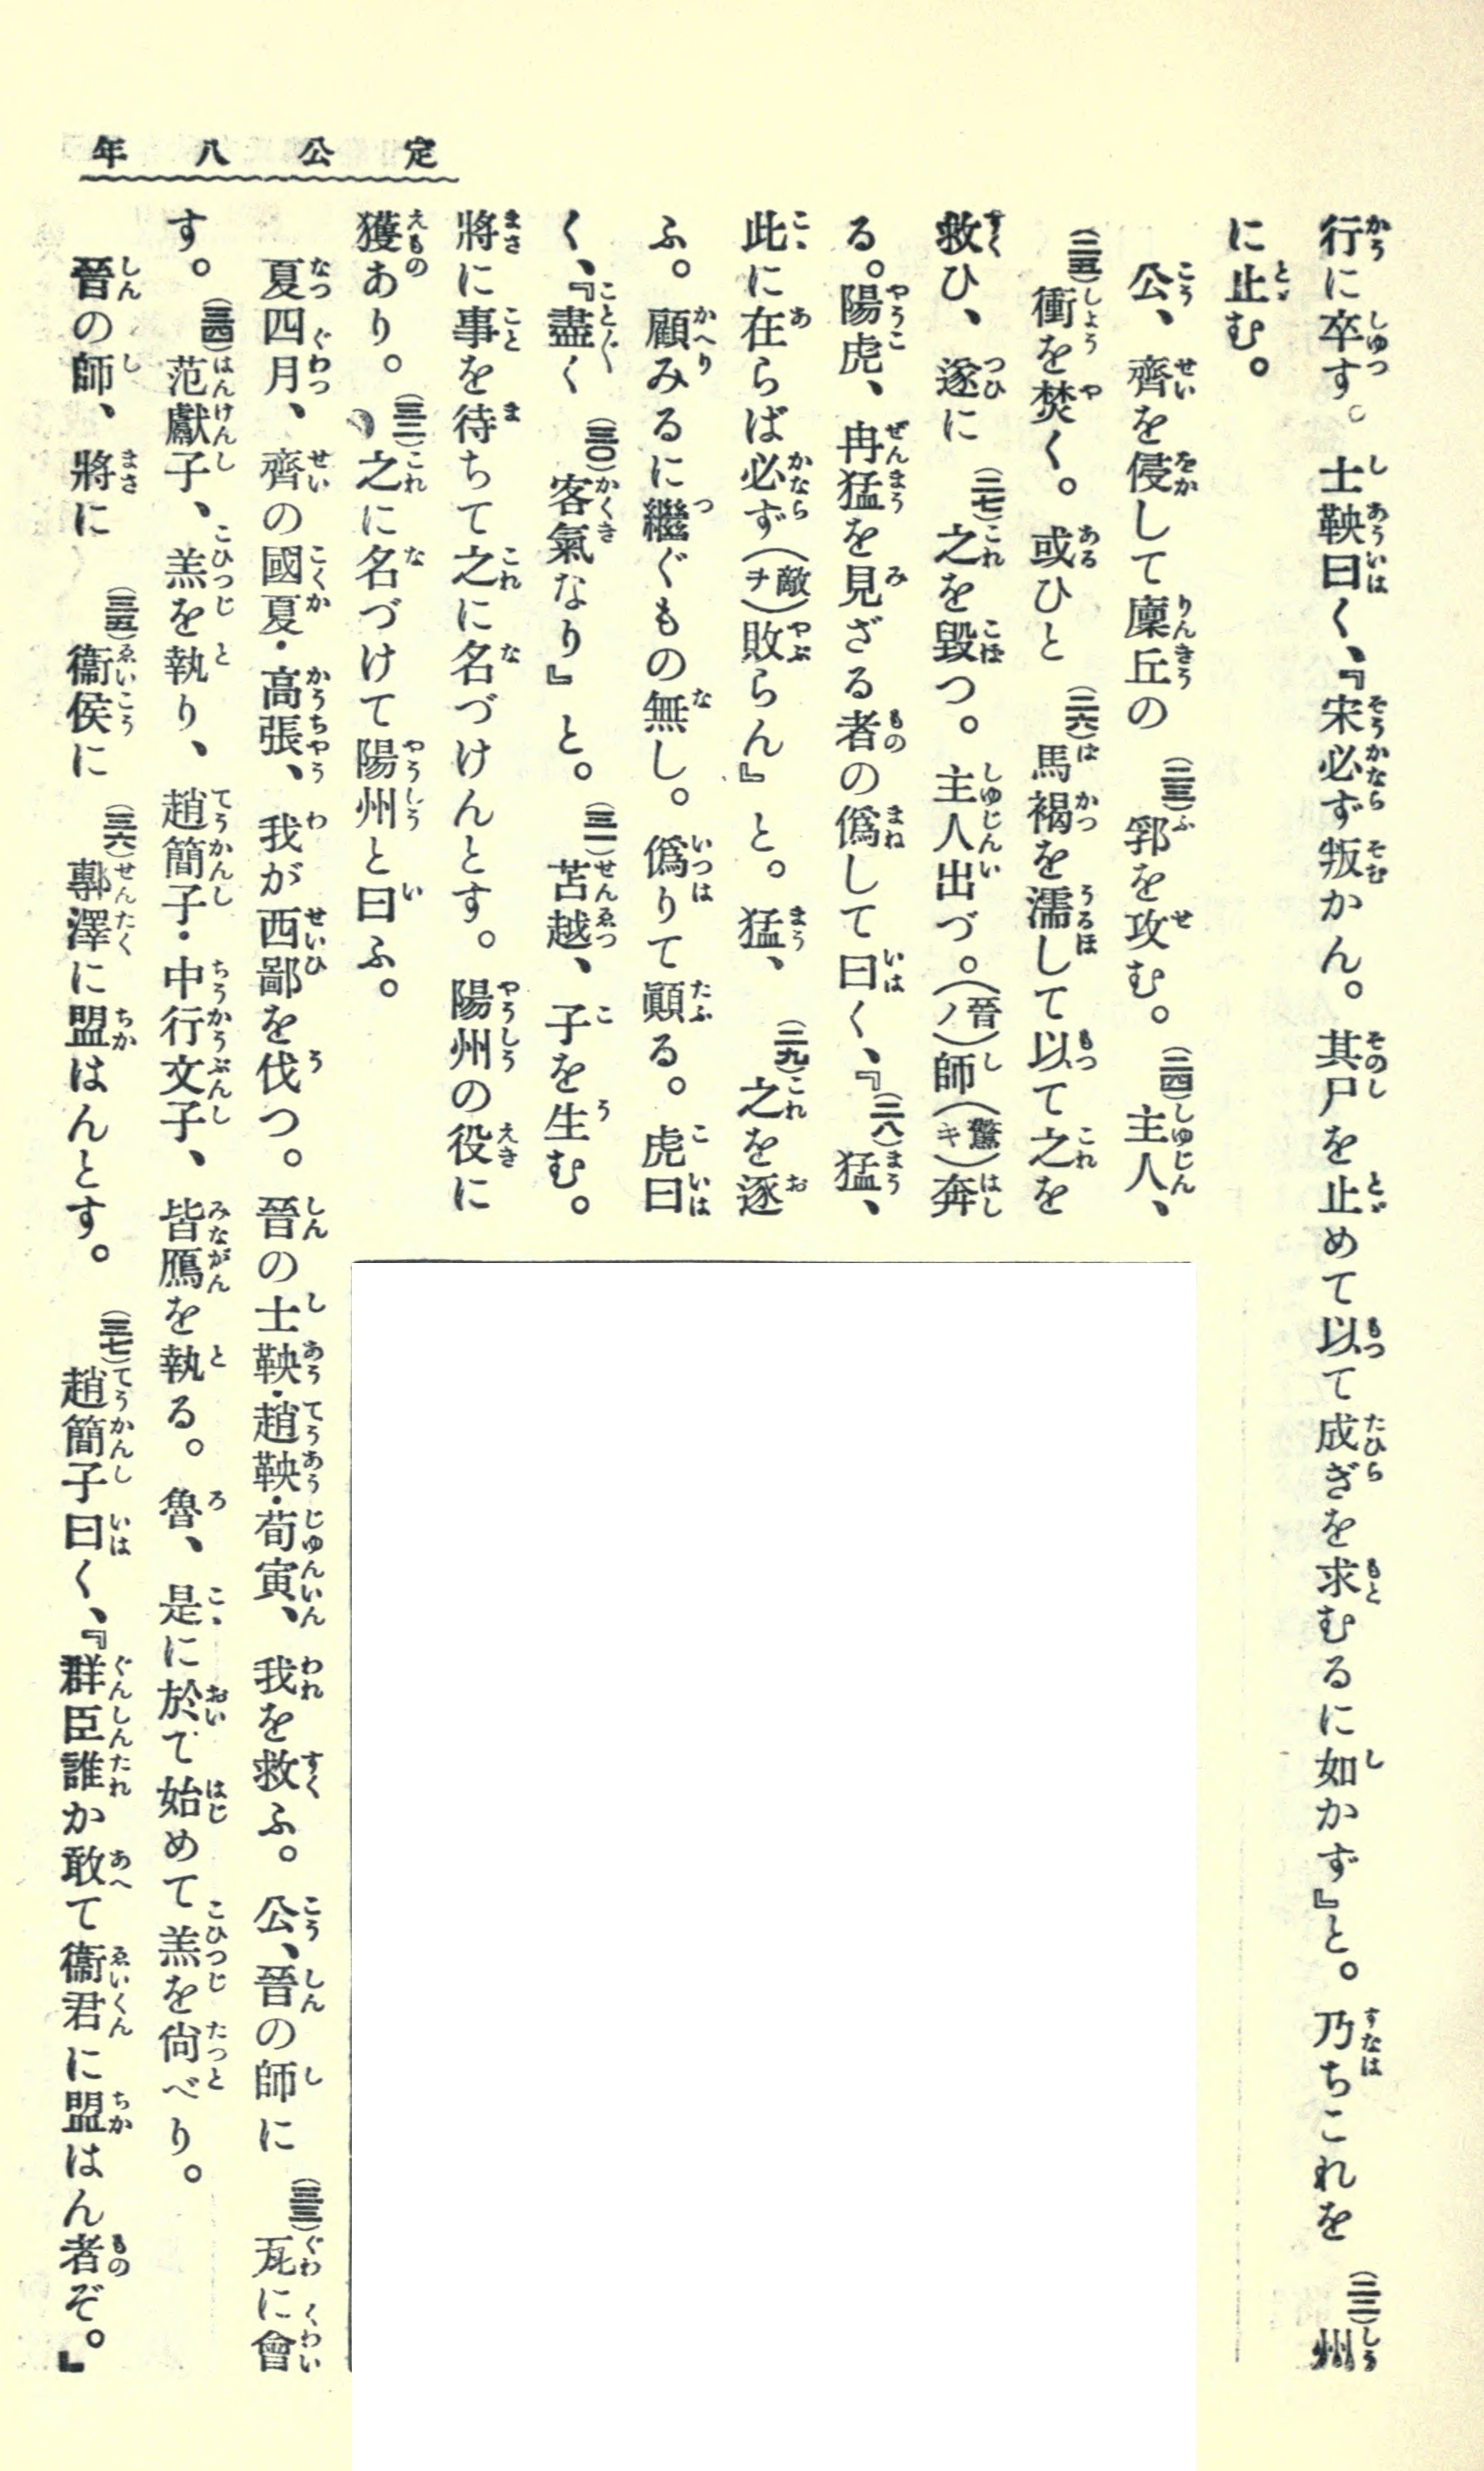 定公八年
行に卒す。士鞅曰く、『宋必ず叛かん。其尸を止めて以て成ぎを求むるに如かず』と。乃ちこれを(二二)州
に止む。
公、齊を侵して廩丘の(二三)郛を攻む。(二四)主人、
(二五)衝を焚く。或ひと(二六)馬褐を濡して以て之を
救ひ、遂に(二七)之を毀つ。主人出づ。(晉ノ)師(驚キ)奔
る。陽虎、冉猛を見ざる者の僞して曰く、『(二八)猛、
此に在らば必ず(敵ヲ)敗らん』と。猛、(二九)之を逐
ふ。顧みるに繼ぐもの無し。僞りて顚る。虎曰
く、『盡く(三〇)客氣なり』と。(三一)苫越、子を生む。
將に事を待ちて之に名づけんとす。陽州の役に
獲あり。(三二)之に名づけて陽州と曰ふ。
夏四月、齊の國夏・高張、我が西鄙を伐つ。晉の士鞅・趙鞅・荀寅、我を救ふ。公、晉の師に(三三)瓦に會
す。(三四)范獻子、羔を執り、趙簡子・中行文子、皆鴈を執る。魯、是に於て始めて羔を尙べり。
晉の師、將に(三五)衞侯に(三六)鄟澤に盟はんとす。(三七)趙簡子曰く、『群臣誰か敢て衞君に盟はん者ぞ。』